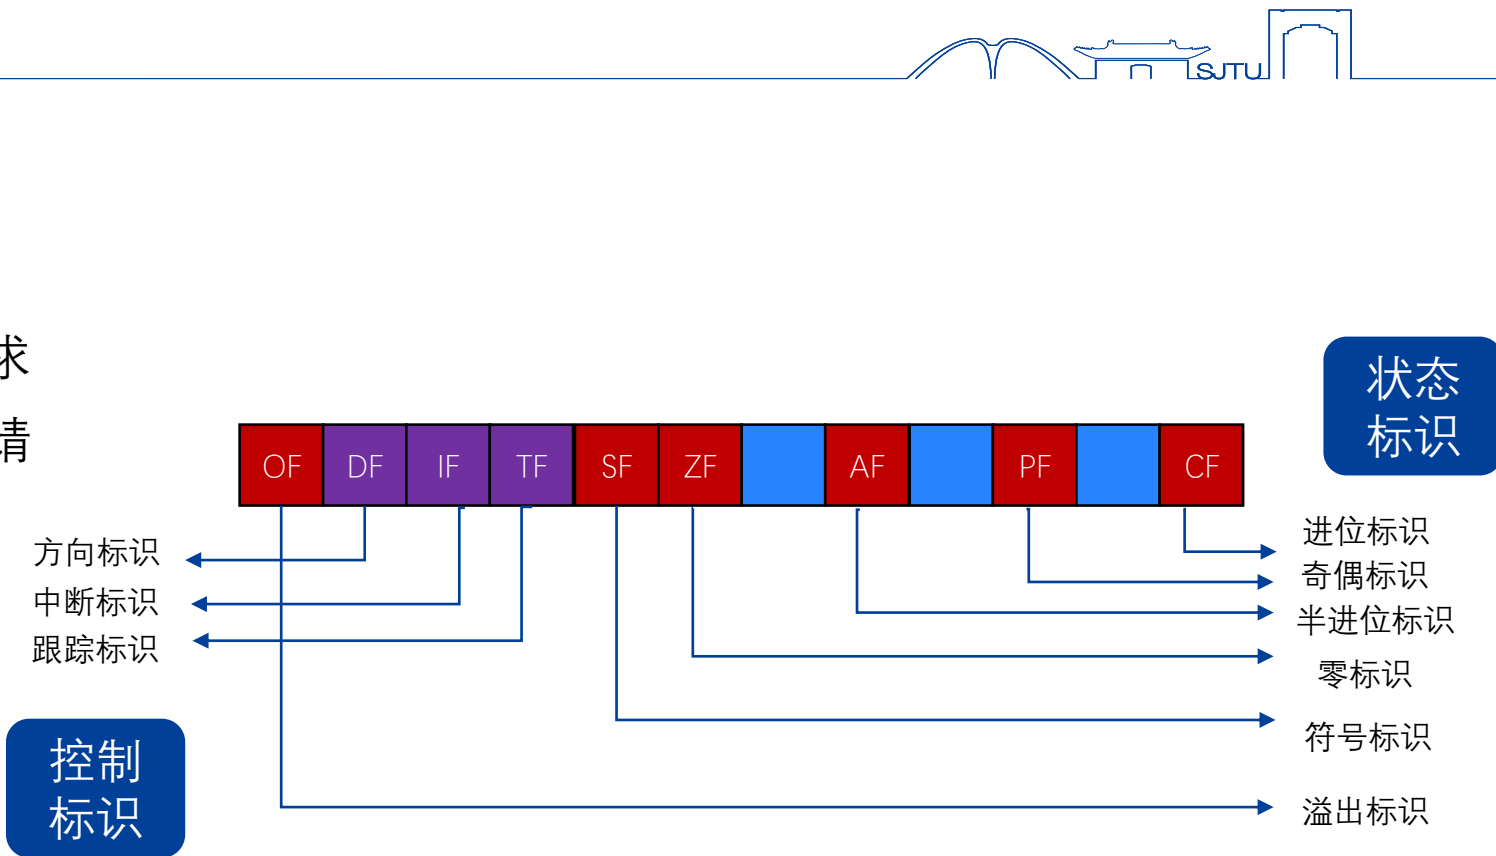 SJTU
求
请
状态
标识
OF DF IF TF SF ZF AF PF CF
方向标识
中断标识
跟踪标识
进位标识
奇偶标识
半进位标识
零标识
符号标识
溢出标识
控制
标识